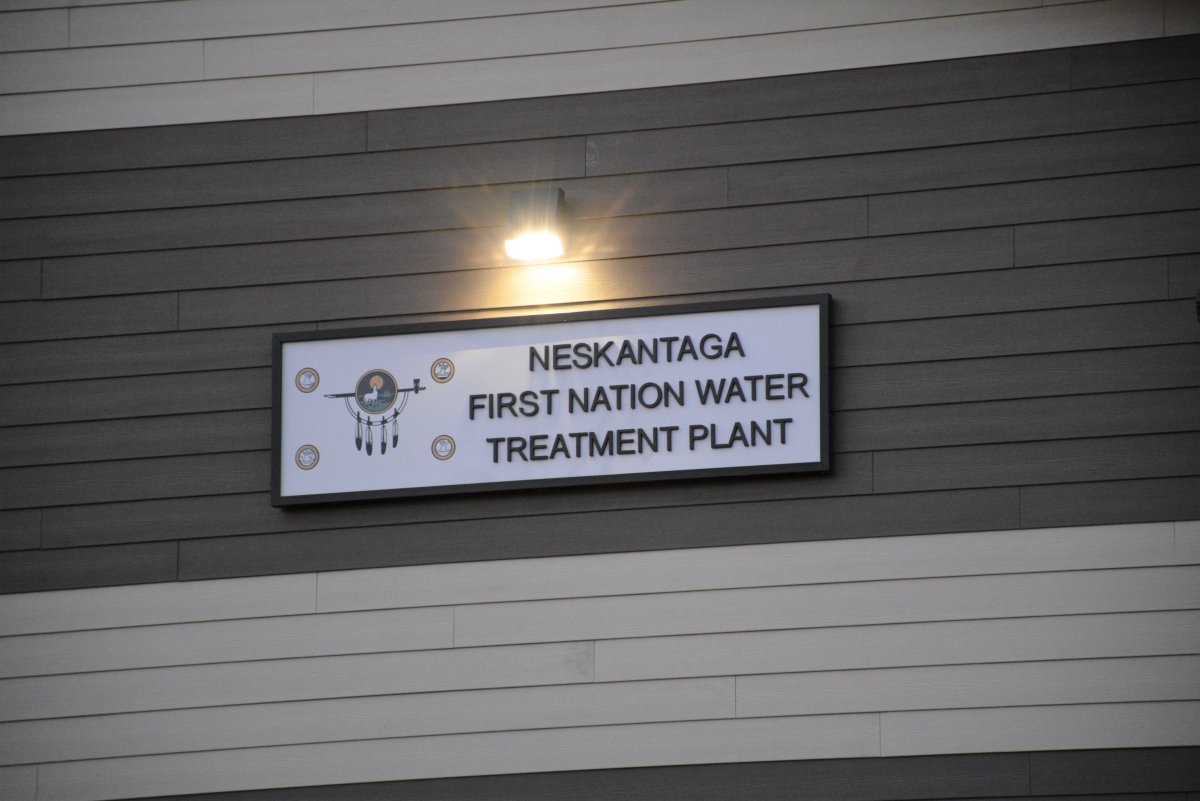 NESKANTAGA
FIRST NATION WATER
TREATMENT PLANT